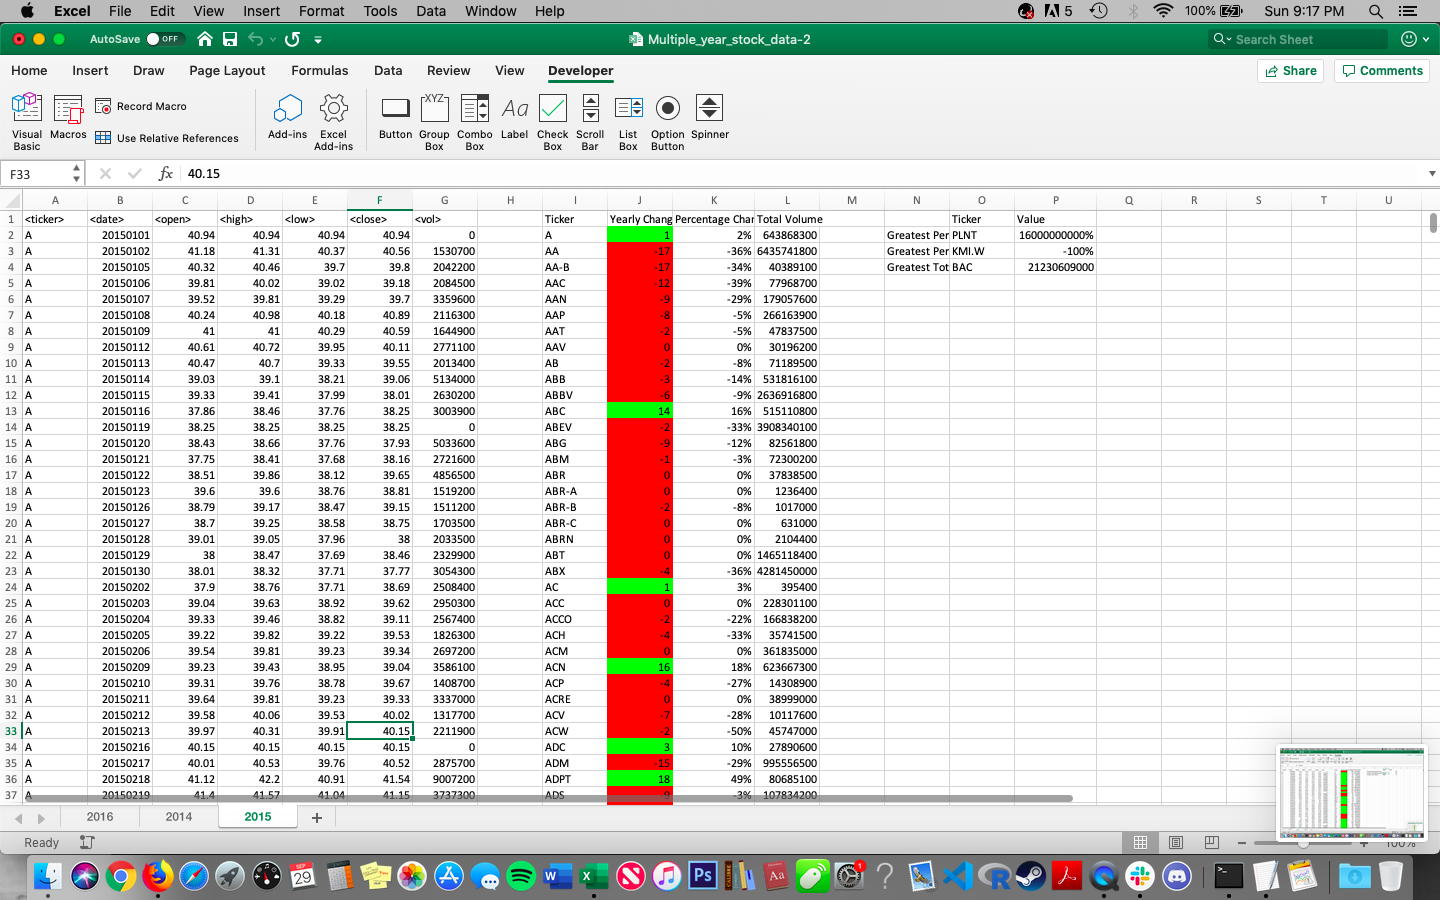 Excel File Edit View Insert Format Tools Data Window Help 5 100% Sun 9:17 PM
AutoSave OFF Multiple_year_stock_data-2 Search Sheet
Home Insert Draw Page Layout Formulas Data Review View Developer Share Comments
Visual Basic Macros Record Macro Use Relative References Add-ins Excel Add-ins Button XYZ Group Box Combo Box Aa Label Check Box Scroll Bar List Box Option Button Spinner
F33 fx 40.15
A B C D E F G H I J K L M N O P Q R S T U
1 <ticker> <date> <open> <high> <low> <close> <vol> Ticker Yearly Chang Percentage Char Total Volume Ticker Value
2 A 20150101 40.94 40.94 40.94 40.94 0 A 1 2% 643868300 Greatest Per PLNT 16000000000%
3 A 20150102 41.18 41.31 40.37 40.56 1530700 AA -17 -36% 6435741800 Greatest Per KMI.W -100%
4 A 20150105 40.32 40.46 39.7 39.8 2042200 AA-B -17 -34% 40389100 Greatest Tot BAC 21230609000
5 A 20150106 39.81 40.02 39.02 39.18 2084500 AAC -12 -39% 77968700
6 A 20150107 39.52 39.81 39.29 39.7 3359600 AAN -9 -29% 179057600
7 A 20150108 40.24 40.98 40.18 40.89 2116300 AAP -8 -5% 266163900
8 A 20150109 41 41 40.29 40.59 1644900 AAT -2 -5% 47837500
9 A 20150112 40.61 40.72 39.95 40.11 2771100 AAV 0 0% 30196200
10 A 20150113 40.47 40.7 39.33 39.55 2013400 AB -2 -8% 71189500
11 A 20150114 39.03 39.1 38.21 39.06 5134000 ABB -3 -14% 531816100
12 A 20150115 39.33 39.41 37.99 38.01 2630200 ABBV -6 -9% 2636916800
13 A 20150116 37.86 38.46 37.76 38.25 3003900 ABC 14 16% 515110800
14 A 20150119 38.25 38.25 38.25 38.25 0 ABEV -2 -33% 3908340100
15 A 20150120 38.43 38.66 37.76 37.93 5033600 ABG -9 -12% 82561800
16 A 20150121 37.75 38.41 37.68 38.16 2721600 ABM -1 -3% 72300200
17 A 20150122 38.51 39.86 38.12 39.65 4856500 ABR 0 0% 37838500
18 A 20150123 39.6 39.6 38.76 38.81 1519200 ABR-A 0 0% 1236400
19 A 20150126 38.79 39.17 38.47 39.15 1511200 ABR-B -2 -8% 1017000
20 A 20150127 38.7 39.25 38.58 38.75 1703500 ABR-C 0 0% 631000
21 A 20150128 39.01 39.05 37.96 38 2033500 ABRN 0 0% 2104400
22 A 20150129 38 38.47 37.69 38.46 2329900 ABT 0 0% 1465118400
23 A 20150130 38.01 38.32 37.71 37.77 3054300 ABX -4 -36% 4281450000
24 A 20150202 37.9 38.76 37.71 38.69 2508400 AC 1 3% 395400
25 A 20150203 39.04 39.63 38.92 39.62 2950300 ACC 0 0% 228301100
26 A 20150204 39.33 39.46 38.82 39.11 2567400 ACCO -2 -22% 166838200
27 A 20150205 39.22 39.82 39.22 39.53 1826300 ACH -4 -33% 35741500
28 A 20150206 39.54 39.81 39.23 39.34 2697200 ACM 0 0% 361835000
29 A 20150209 39.23 39.43 38.95 39.04 3586100 ACN 16 18% 623667300
30 A 20150210 39.31 39.76 38.78 39.67 1408700 ACP -4 -27% 14308900
31 A 20150211 39.64 39.81 39.23 39.33 3337000 ACRE 0 0% 38999000
32 A 20150212 39.58 40.06 39.53 40.02 1317700 ACV -7 -28% 10117600
33 A 20150213 39.97 40.31 39.91 40.15 2211900 ACW -2 -50% 45747000
34 A 20150216 40.15 40.15 40.15 40.15 0 ADC 3 10% 27890600
35 A 20150217 40.01 40.53 39.76 40.52 2875700 ADM -15 -29% 995556500
36 A 20150218 41.12 42.2 40.91 41.54 9007200 ADPT 18 49% 80685100
37 A 20150219 41.4 41.57 41.04 41.15 3737300 ADS -9 -3% 107834200
2016 2014 2015 +
Ready 100%
SEP 29 W X N Ps Aa 1 R